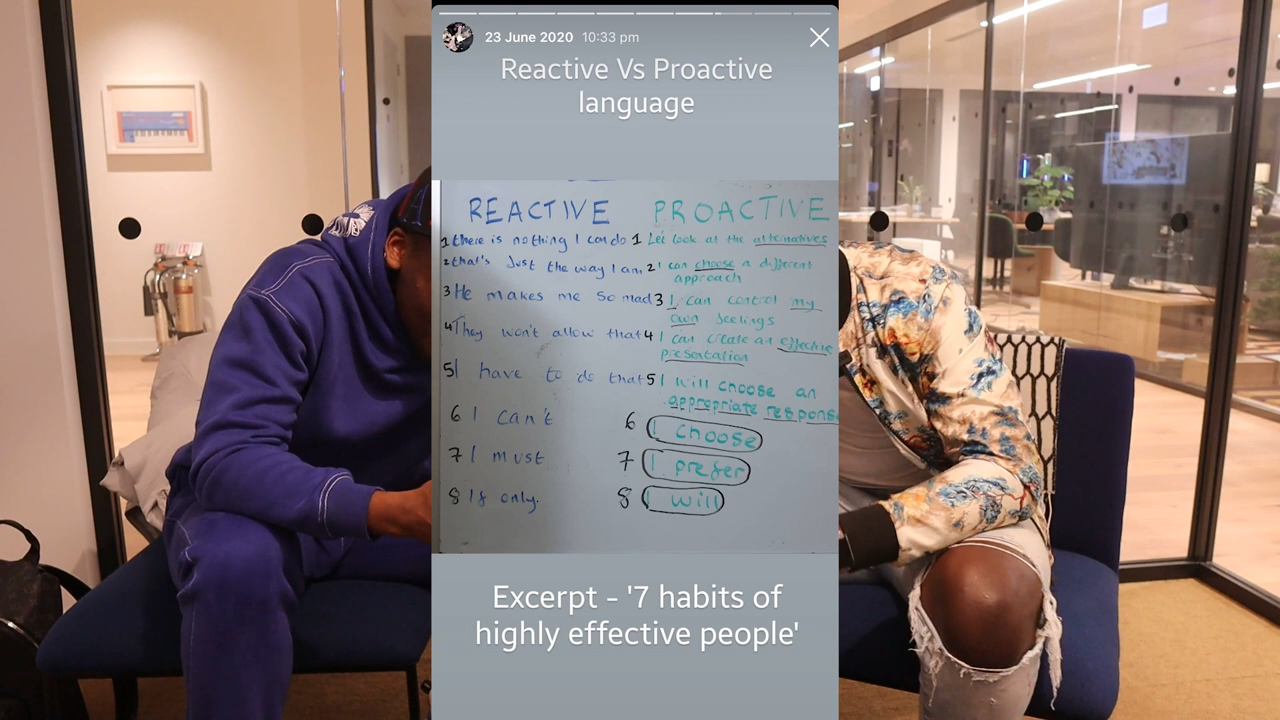 23 June 2020 10:33 pm
Reactive Vs Proactive
language
REACTIVE
1 there is nothing I can do
2 that's Just the way I am
3 He makes me so mad
4 They won't allow that
5 I have to do that
6 I can't
7 I must
8 If only.
PROACTIVE
1 Let look at the alternatives
2 I can choose a different
approach
3 I can control my
own feelings
4 I can create an effective
presentation
5 I will choose an
appropriate response
6 I choose
7 I prefer
8 I will
Excerpt - '7 habits of
highly effective people'